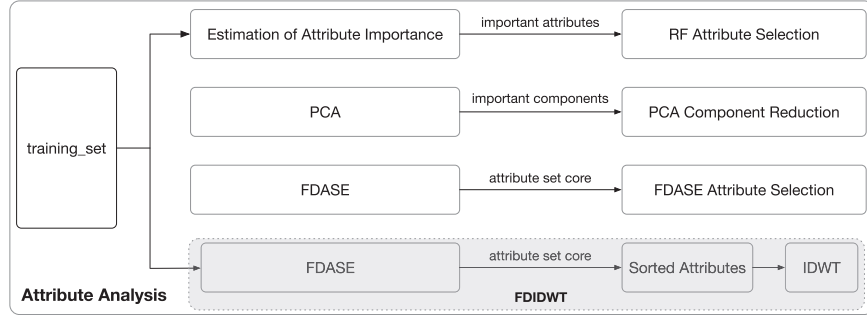 Estimation of Attribute Importance
important attributes
RF Attribute Selection
training_set
PCA
important components
PCA Component Reduction
FDASE
attribute set core
FDASE Attribute Selection
FDASE
attribute set core
Sorted Attributes
IDWT
Attribute Analysis
FDIDWT